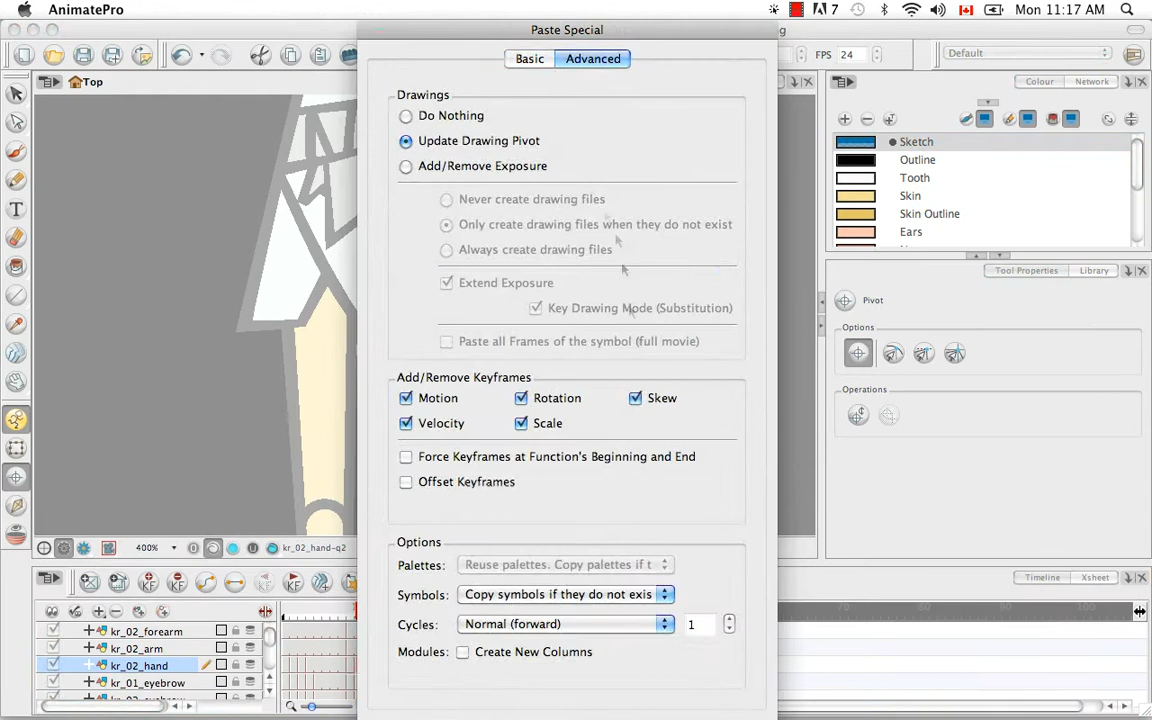 AnimatePro
7
Mon 11:17 AM
Paste Special
FPS 24
Default
Basic Advanced
Top
Colour Network
Drawings
Do Nothing
Update Drawing Pivot
Add/Remove Exposure
Never create drawing files
Only create drawing files when they do not exist
Always create drawing files
Extend Exposure
Key Drawing Mode (Substitution)
Paste all Frames of the symbol (full movie)
Sketch
Outline
Tooth
Skin
Skin Outline
Ears
Tool Properties Library
Pivot
Options
Operations
Add/Remove Keyframes
Motion Rotation Skew
Velocity Scale
Force Keyframes at Function's Beginning and End
Offset Keyframes
Options
Palettes: Reuse palettes. Copy palettes if t
Symbols: Copy symbols if they do not exis
Cycles: Normal (forward) 1
Modules: Create New Columns
400% kr_02_hand-q2
Timeline Xsheet
70 80 90 100
kr_02_forearm
kr_02_arm
kr_02_hand
kr_01_eyebrow